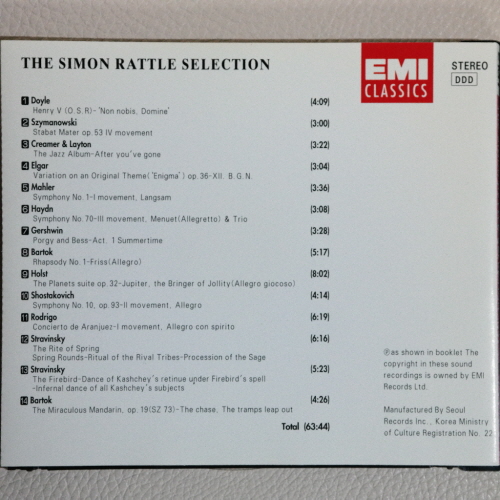 THE SIMON RATTLE SELECTION
EMI
CLASSICS
STEREO
DDD
1 Doyle (4:09)
Henry V (O.S.R)-'Non nobis, Domine'
2 Szymanowski (3:00)
Stabat Mater op.53 IV movement
3 Creamer & Layton (3:22)
The Jazz Album-After you've gone
4 Elgar (3:04)
Variation on an Original Theme('Enigma') op.36-XII. B.G.N.
5 Mahler (3:36)
Symphony No.1-I movement, Langsam
6 Haydn (3:08)
Symphony No.70-III movement, Menuet(Allegretto) & Trio
7 Gershwin (3:28)
Porgy and Bess-Act. 1 Summertime
8 Bartok (5:17)
Rhapsody No.1-Friss(Allegro)
9 Holst (8:02)
The Planets suite op.32-Jupiter, the Bringer of Jollity(Allegro giocoso)
10 Shostakovich (4:14)
Symphony No.10, op.93-II movement, Allegro
11 Rodrigo (6:19)
Concierto de Aranjuez-I movement, Allegro con spirito
12 Stravinsky (6:16)
The Rite of Spring
Spring Rounds-Ritual of the Rival Tribes-Procession of the Sage
13 Stravinsky (5:23)
The Firebird-Dance of Kashchey's retinue under Firebird's spell
-Infernal dance of all Kashchey's subjects
14 Bartok (4:26)
The Miraculous Mandarin, op.19(SZ 73)-The chase, The tramps leap out
Total (63:44)
℗as shown in booklet The
copyright in these sound
recordings is owned by EMI
Records Ltd.
Manufactured By Seoul
Records Inc., Korea Ministry
of Culture Registration No. 22